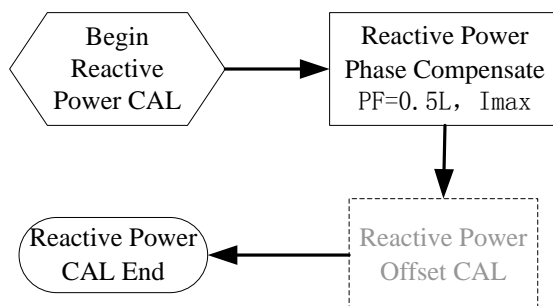 Begin
Reactive
Power CAL
Reactive Power
Phase Compensate
PF=0.5L, Imax
Reactive Power
Offset CAL
Reactive Power
CAL End